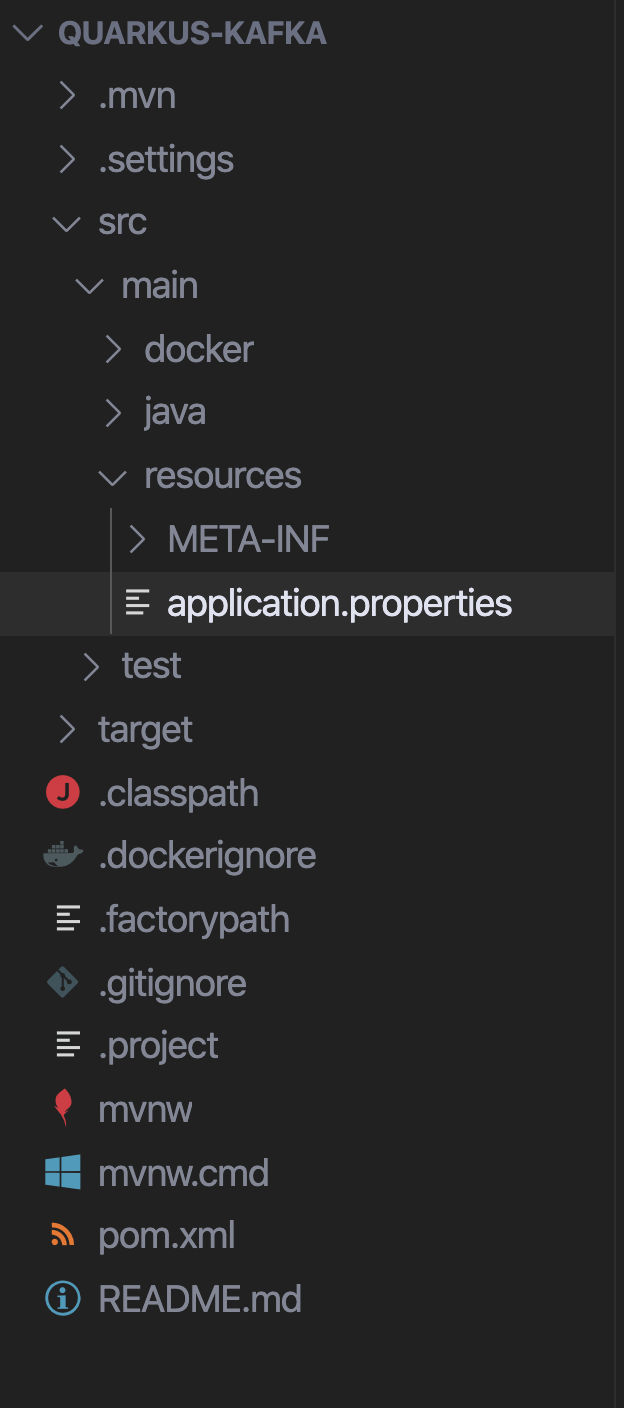 QUARKUS-KAFKA
.mvn
.settings
src
main
docker
java
resources
META-INF
application.properties
test
target
J .classpath
.dockerignore
.factorypath
.gitignore
.project
mvnw
mvnw.cmd
pom.xml
README.md